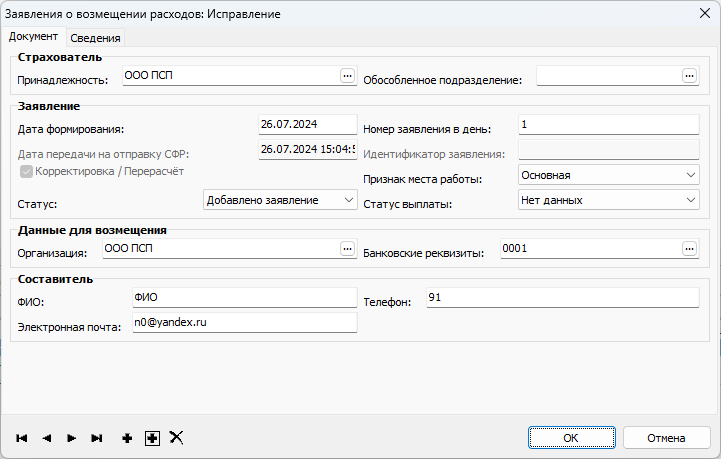 Заявления о возмещении расходов: Исправление
Документ Сведения
Страхователь
Принадлежность: ООО ПСП ... Обособленное подразделение: ...
Заявление
Дата формирования: 26.07.2024 Номер заявления в день: 1
Дата передачи на отправку СФР: 26.07.2024 15:04:5 Идентификатор заявления:
Корректировка / Перерасчёт
Признак места работы: Основная
Статус: Добавлено заявление Статус выплаты: Нет данных
Данные для возмещения
Организация: ООО ПСП ... Банковские реквизиты: 0001 ...
Составитель
ФИО: ФИО Телефон: 91
Электронная почта: n0@yandex.ru
ОК Отмена